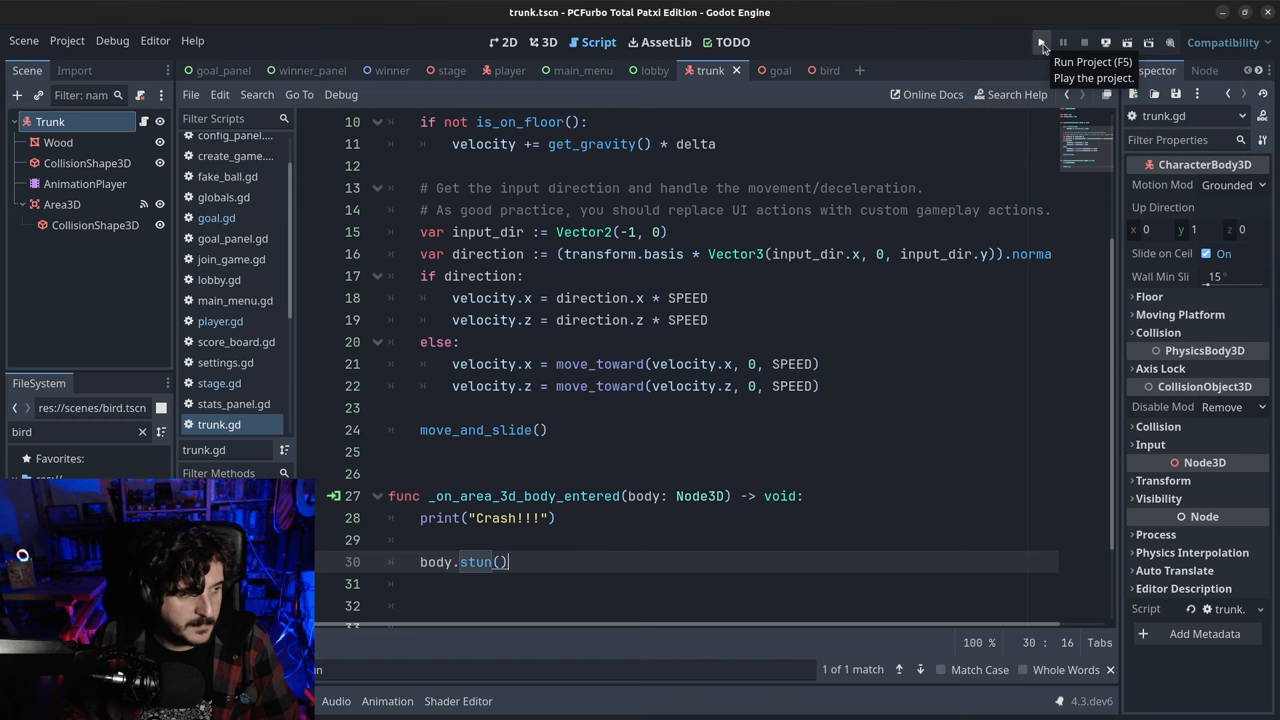 trunk.tscn - PCFurbo Total Patxi Edition - Godot Engine
Scene Project Debug Editor Help
2D 3D Script AssetLib TODO
Compatibility
Run Project (F5)
Play the project.
Scene Import
goal_panel winner_panel winner stage player main_menu lobby trunk goal bird
spector Node
Filter: nam
File Edit Search Go To Debug
Online Docs Search Help
Trunk
Wood
CollisionShape3D
AnimationPlayer
Area3D
CollisionShape3D
Filter Scripts
config_panel....
create_game....
fake_ball.gd
globals.gd
goal.gd
goal_panel.gd
join_game.gd
lobby.gd
main_menu.gd
player.gd
score_board.gd
settings.gd
stage.gd
stats_panel.gd
trunk.gd
trunk.gd
Filter Methods
FileSystem
res://scenes/bird.tscn
bird
Favorites:
10 if not is_on_floor():
11 velocity += get_gravity() * delta
12
13 # Get the input direction and handle the movement/deceleration.
14 # As good practice, you should replace UI actions with custom gameplay actions.
15 var input_dir := Vector2(-1, 0)
16 var direction := (transform.basis * Vector3(input_dir.x, 0, input_dir.y)).norma
17 if direction:
18 velocity.x = direction.x * SPEED
19 velocity.z = direction.z * SPEED
20 else:
21 velocity.x = move_toward(velocity.x, 0, SPEED)
22 velocity.z = move_toward(velocity.z, 0, SPEED)
23
24 move_and_slide()
25
26
27 func _on_area_3d_body_entered(body: Node3D) -> void:
28 print("Crash!!!")
29
30 body.stun()
31
32
33
100 % 30 : 16 Tabs
1 of 1 match Match Case Whole Words
Audio Animation Shader Editor
4.3.dev6
trunk.gd
Filter Properties
CharacterBody3D
Motion Mod Grounded
Up Direction
x 0 y 1 z 0
Slide on Ceil On
Wall Min Sli 15°
Floor
Moving Platform
Collision
PhysicsBody3D
Axis Lock
CollisionObject3D
Disable Mod Remove
Collision
Input
Node3D
Transform
Visibility
Node
Process
Physics Interpolation
Auto Translate
Editor Description
Script trunk.
Add Metadata